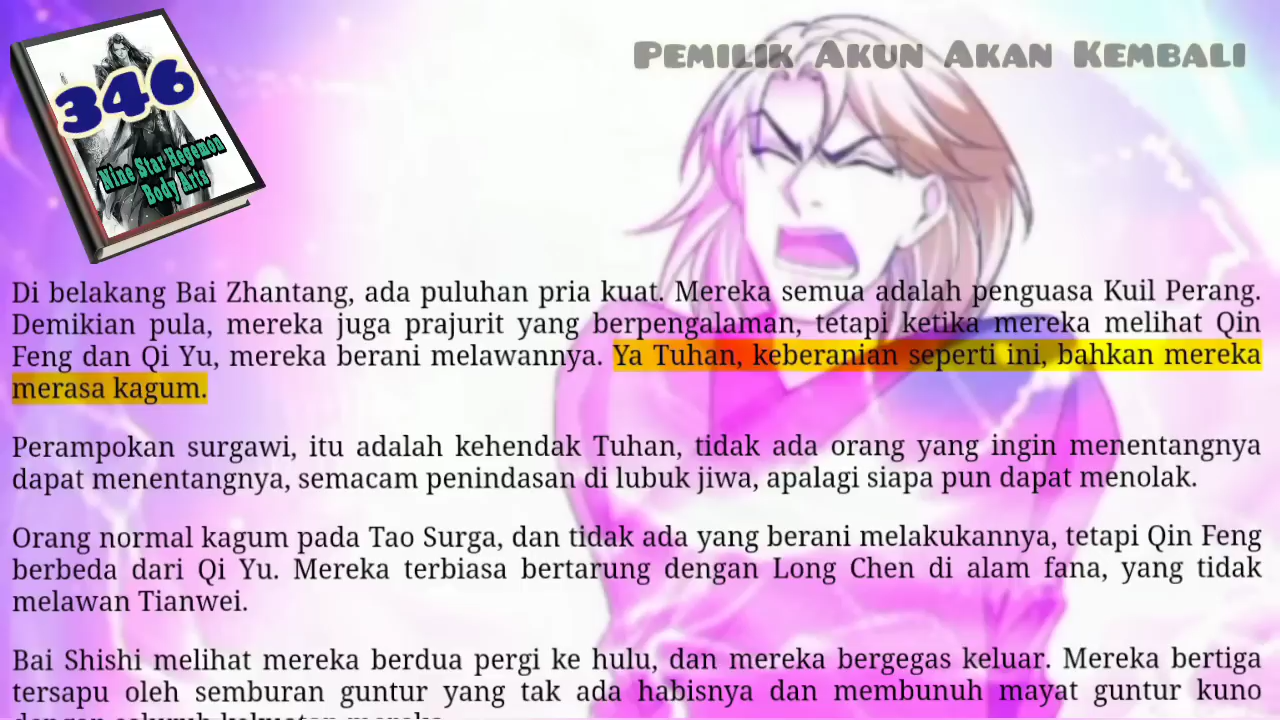 PEMILIK AKUN AKAN KEMBALI
346
Nine Star Hegemon
Body Arts
Di belakang Bai Zhantang, ada puluhan pria kuat. Mereka semua adalah penguasa Kuil Perang.
Demikian pula, mereka juga prajurit yang berpengalaman, tetapi ketika mereka melihat Qin
Feng dan Qi Yu, mereka berani melawannya. Ya Tuhan, keberanian seperti ini, bahkan mereka
merasa kagum.
Perampokan surgawi, itu adalah kehendak Tuhan, tidak ada orang yang ingin menentangnya
dapat menentangnya, semacam penindasan di lubuk jiwa, apalagi siapa pun dapat menolak.
Orang normal kagum pada Tao Surga, dan tidak ada yang berani melakukannya, tetapi Qin Feng
berbeda dari Qi Yu. Mereka terbiasa bertarung dengan Long Chen di alam fana, yang tidak
melawan Tianwei.
Bai Shishi melihat mereka berdua pergi ke hulu, dan mereka bergegas keluar. Mereka bertiga
tersapu oleh semburan guntur yang tak ada habisnya dan membunuh mayat guntur kuno